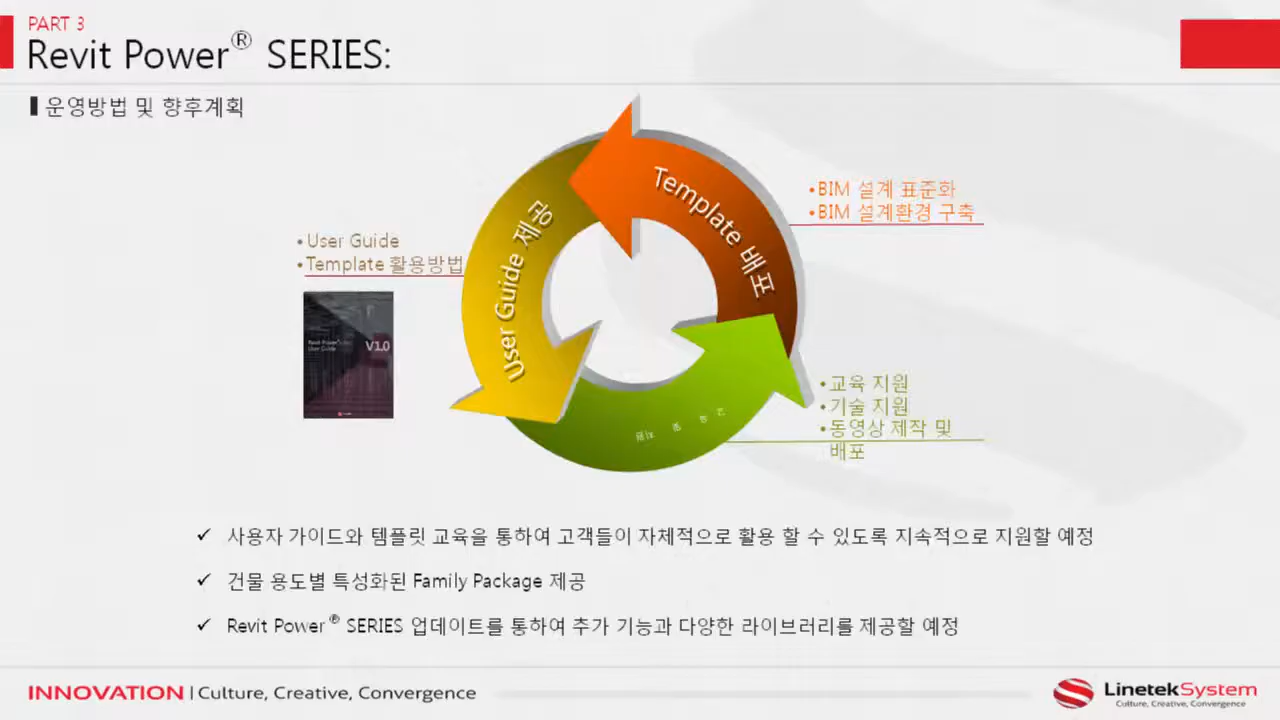 PART 3
Revit Power® SERIES:
운영방법 및 향후계획
Template 배포
User Guide 제공
•BIM 설계 표준화
•BIM 설계환경 구축
•User Guide
•Template 활용방법
Revit Power
User Guide
V1.0
•교육 지원
•기술 지원
•동영상 제작 및
배포
✓ 사용자 가이드와 템플릿 교육을 통하여 고객들이 자체적으로 활용 할 수 있도록 지속적으로 지원할 예정
✓ 건물 용도별 특성화된 Family Package 제공
✓ Revit Power® SERIES 업데이트를 통하여 추가 기능과 다양한 라이브러리를 제공할 예정
INNOVATION | Culture, Creative, Convergence
LinetekSystem
Culture, Creative, Convergence